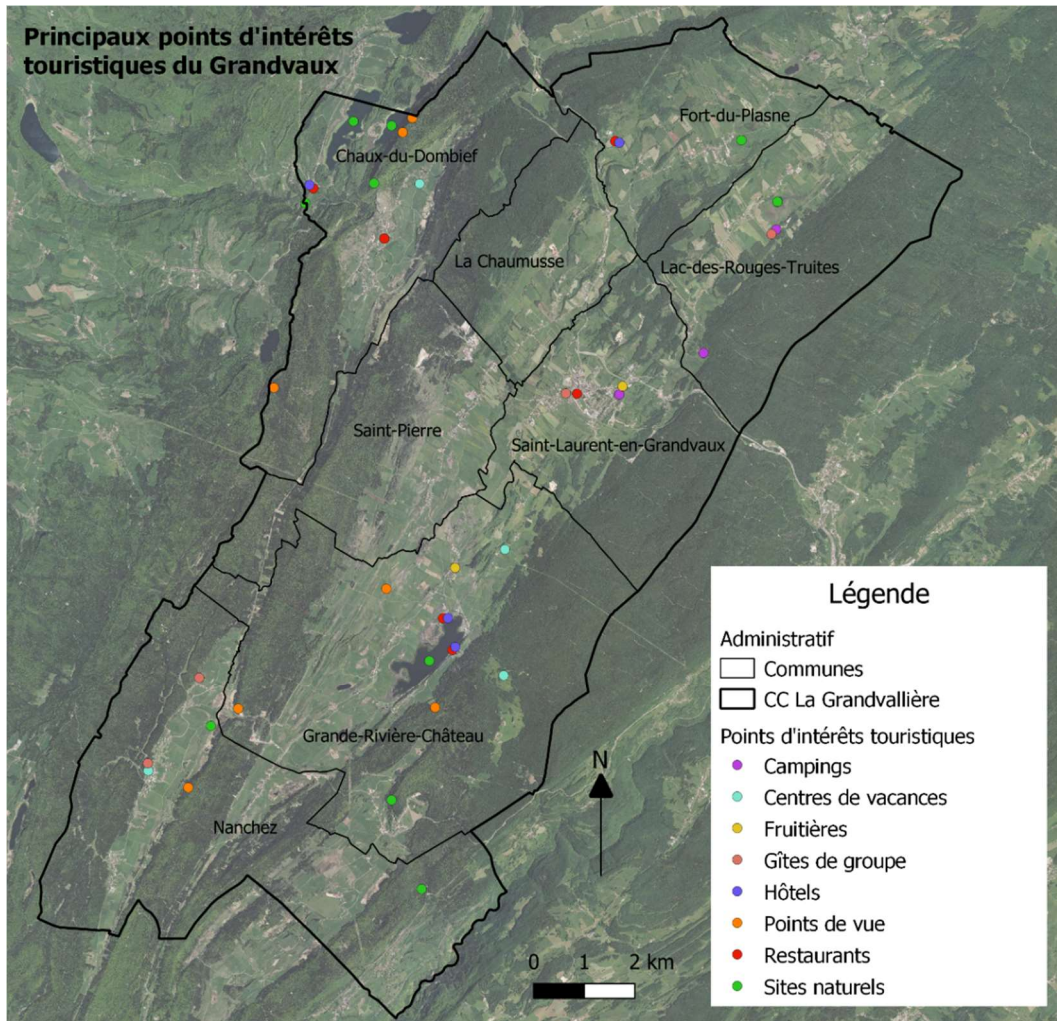 Principaux points d'intérêts
touristiques du Grandvaux
Fort-du-Plasne
Chaux-du-Dombief
La Chaumusse
Lac-des-Rouges-Truites
Saint-Pierre
Saint-Laurent-en-Grandvaux
Grande-Rivière-Château
Nanchez
N
0 1 2 km
Légende
Administratif
Communes
CC La Grandvallière
Points d'intérêts touristiques
Campings
Centres de vacances
Fruitières
Gîtes de groupe
Hôtels
Points de vue
Restaurants
Sites naturels